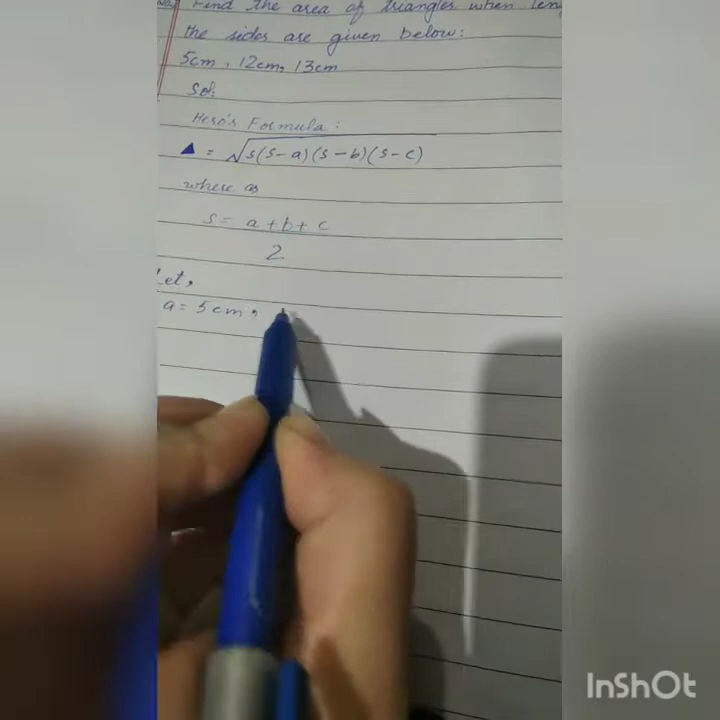 Find the area of triangles when len
the sides are given below:
5cm, 12cm, 13cm
Sol:
Hero's Formula:
▲ = √s(s-a)(s-b)(s-c)
where as
s = a+b+c
2
Let,
a = 5cm,
InShOt